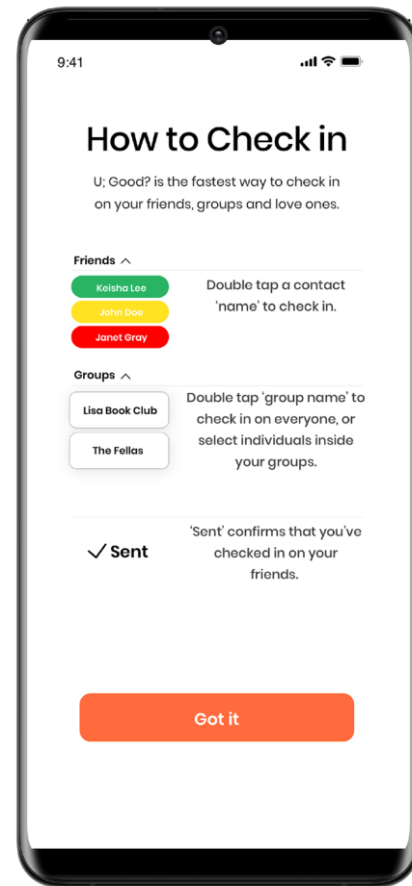 9:41
How to Check in
U; Good? is the fastest way to check in
on your friends, groups and love ones.
Friends
Keisha Lee
John Doe
Janet Gray
Double tap a contact
'name' to check in.
Groups
Lisa Book Club
The Fellas
Double tap 'group name' to
check in on everyone, or
select individuals inside
your groups.
Sent
'Sent' confirms that you've
checked in on your
friends.
Got it